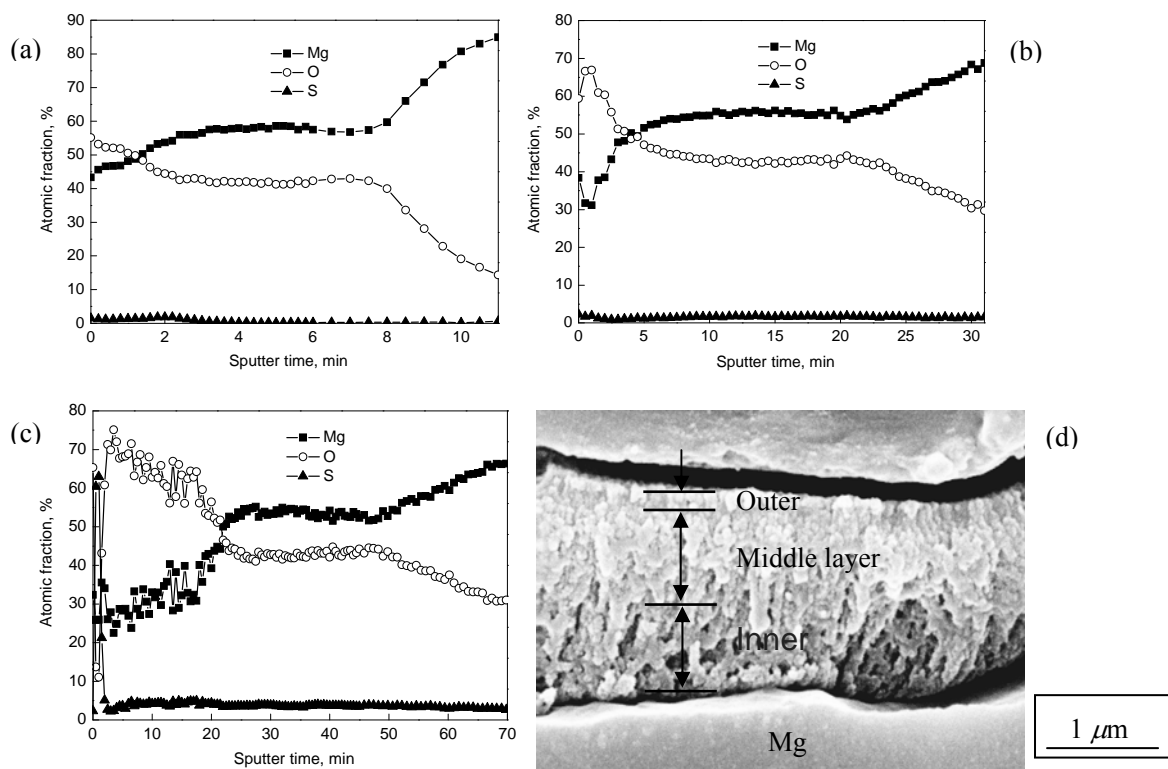 (a)
90
80
70
60
50
40
30
20
10
0
Atomic fraction, %
Mg
O
S
0 2 4 6 8 10
Sputter time, min
(b)
80
70
60
50
40
30
20
10
0
Atomic fraction, %
Mg
O
S
0 5 10 15 20 25 30
Sputter time, min
(c)
80
70
60
50
40
30
20
10
0
Atomic fraction, %
Mg
O
S
0 10 20 30 40 50 60 70
Sputter time, min
(d)
Outer
Middle layer
Inner
Mg
1 μm